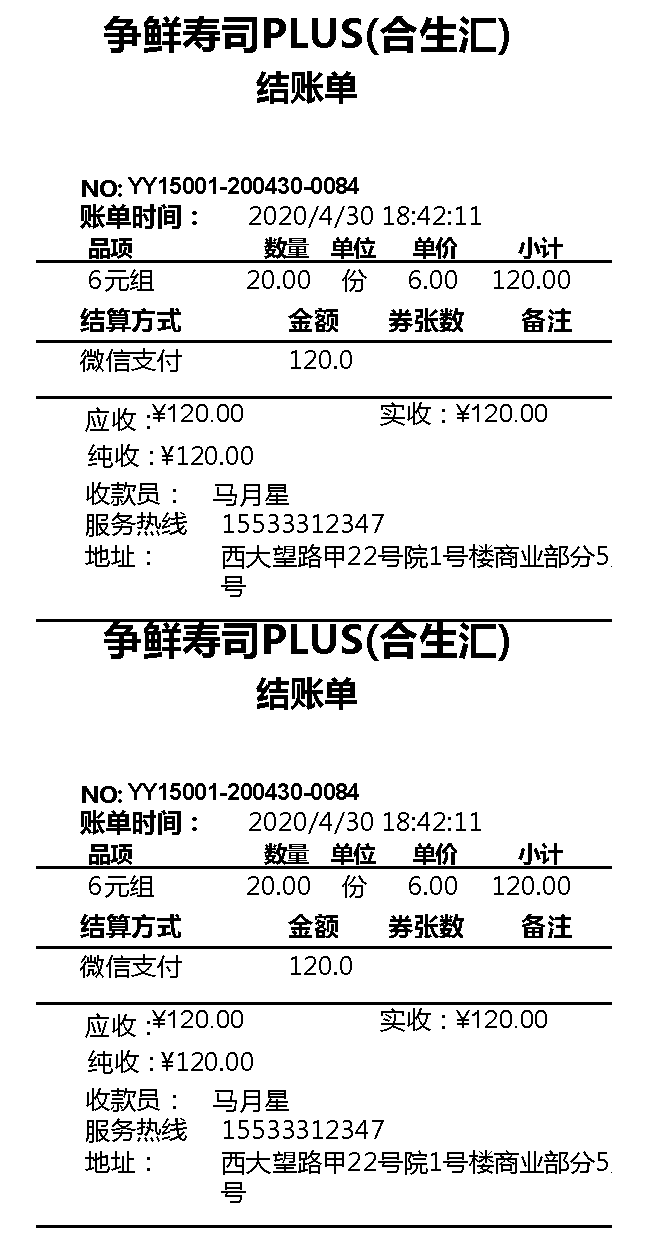 争鲜寿司PLUS(合生汇)
结账单
NO: YY15001-200430-0084
账单时间： 2020/4/30 18:42:11
品项 数量 单位 单价 小计
6元组 20.00 份 6.00 120.00
结算方式 金额 券张数 备注
微信支付 120.0
应收：¥120.00 实收：¥120.00
纯收：¥120.00
收款员： 马月星
服务热线 15533312347
地址： 西大望路甲22号院1号楼商业部分5
号
争鲜寿司PLUS(合生汇)
结账单
NO: YY15001-200430-0084
账单时间： 2020/4/30 18:42:11
品项 数量 单位 单价 小计
6元组 20.00 份 6.00 120.00
结算方式 金额 券张数 备注
微信支付 120.0
应收：¥120.00 实收：¥120.00
纯收：¥120.00
收款员： 马月星
服务热线 15533312347
地址： 西大望路甲22号院1号楼商业部分5
号